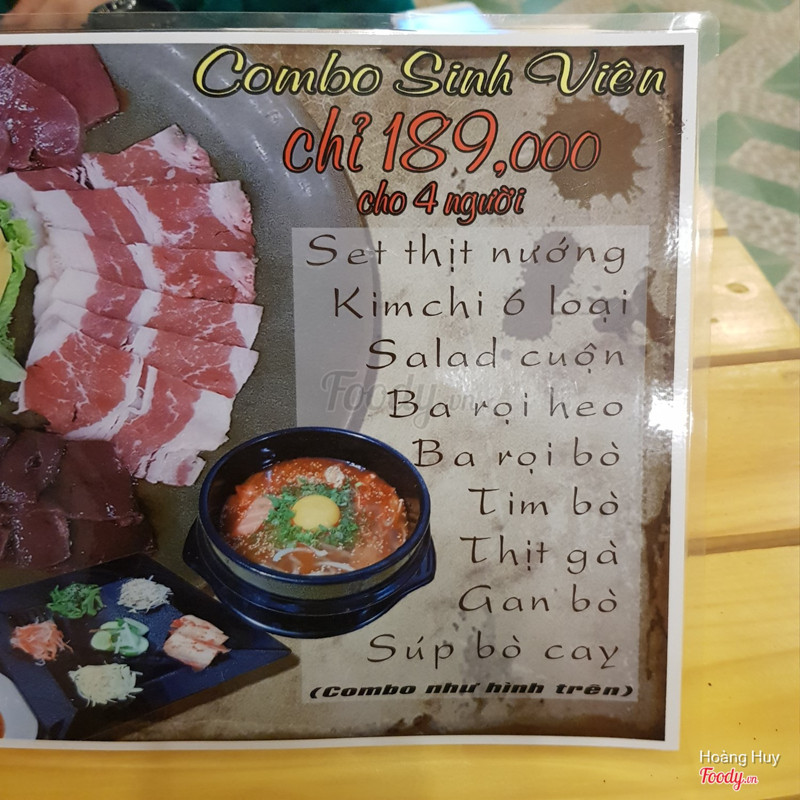 Combo Sinh Viên
chỉ 189,000
cho 4 người
Set thịt nướng
Kimchi 6 loại
Salad cuộn
Foody.vn
Ba rọi heo
Ba rọi bò
Tim bò
Thịt gà
Gan bò
Súp bò cay
(Combo như hình trên)
Hoàng Huy
Foody.vn